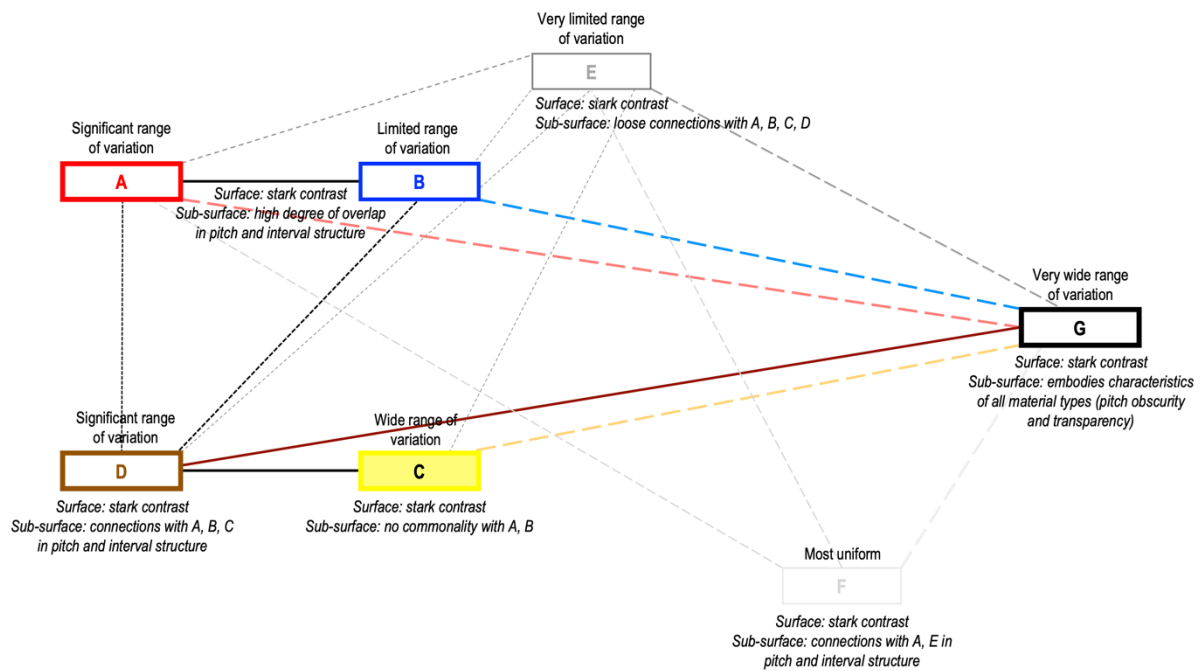 Very limited range
of variation
E
Surface: stark contrast
Sub-surface: loose connections with A, B, C, D
Significant range
of variation
A
Limited range
of variation
B
Surface: stark contrast
Sub-surface: high degree of overlap
in pitch and interval structure
Very wide range
of variation
G
Surface: stark contrast
Sub-surface: embodies characteristics
of all material types (pitch obscurity
and transparency)
Significant range
of variation
D
Surface: stark contrast
Sub-surface: connections with A, B, C
in pitch and interval structure
Wide range of
variation
C
Surface: stark contrast
Sub-surface: no commonality with A, B
Most uniform
F
Surface: stark contrast
Sub-surface: connections with A, E in
pitch and interval structure